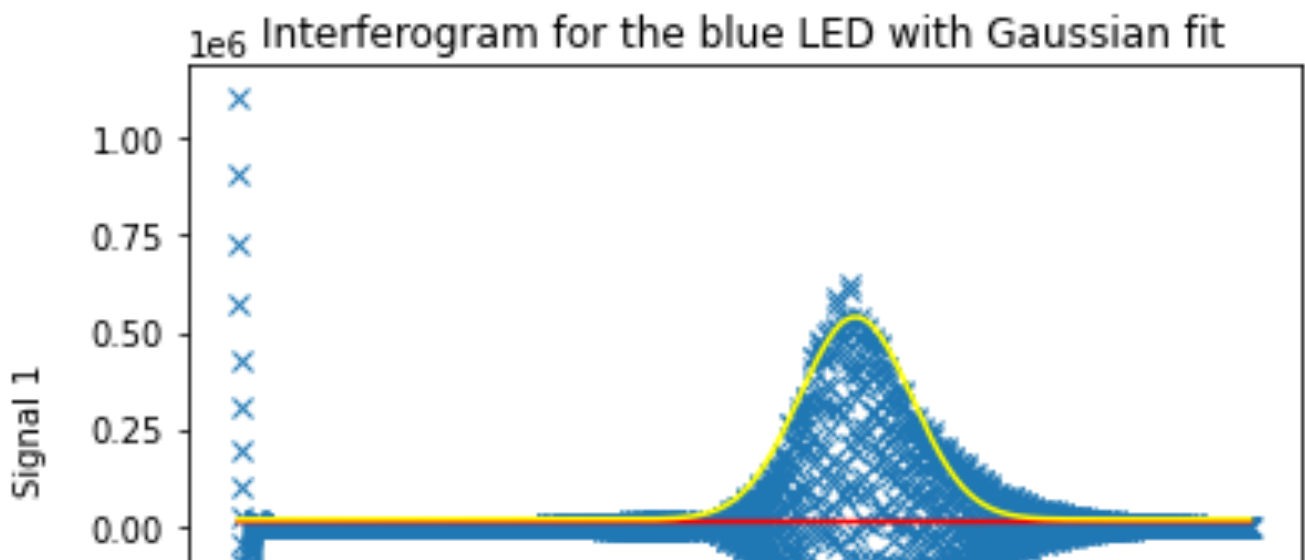 Interferogram for the blue LED with Gaussian fit
1e6
1.00
0.75
0.50
0.25
0.00
Signal 1